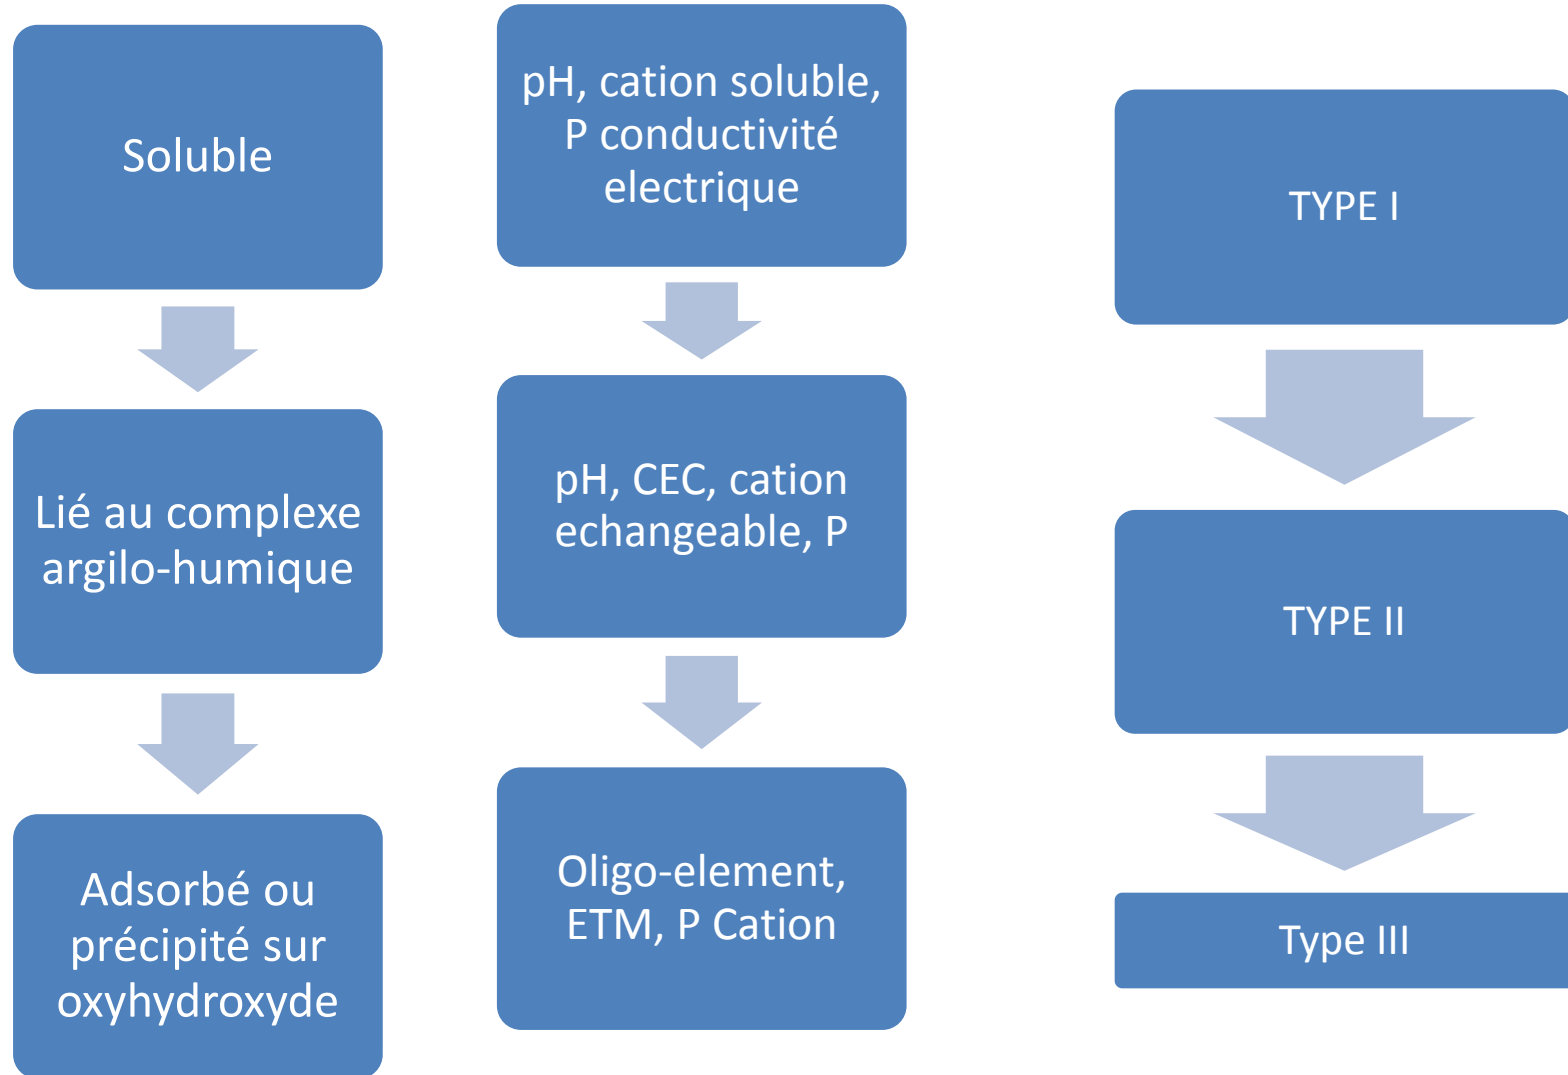 Soluble
Lié au complexe
argilo-humique
Adsorbé ou
précipité sur
oxyhydroxyde
pH, cation soluble,
P conductivité
electrique
pH, CEC, cation
echangeable, P
Oligo-element,
ETM, P Cation
TYPE I
TYPE II
Type III